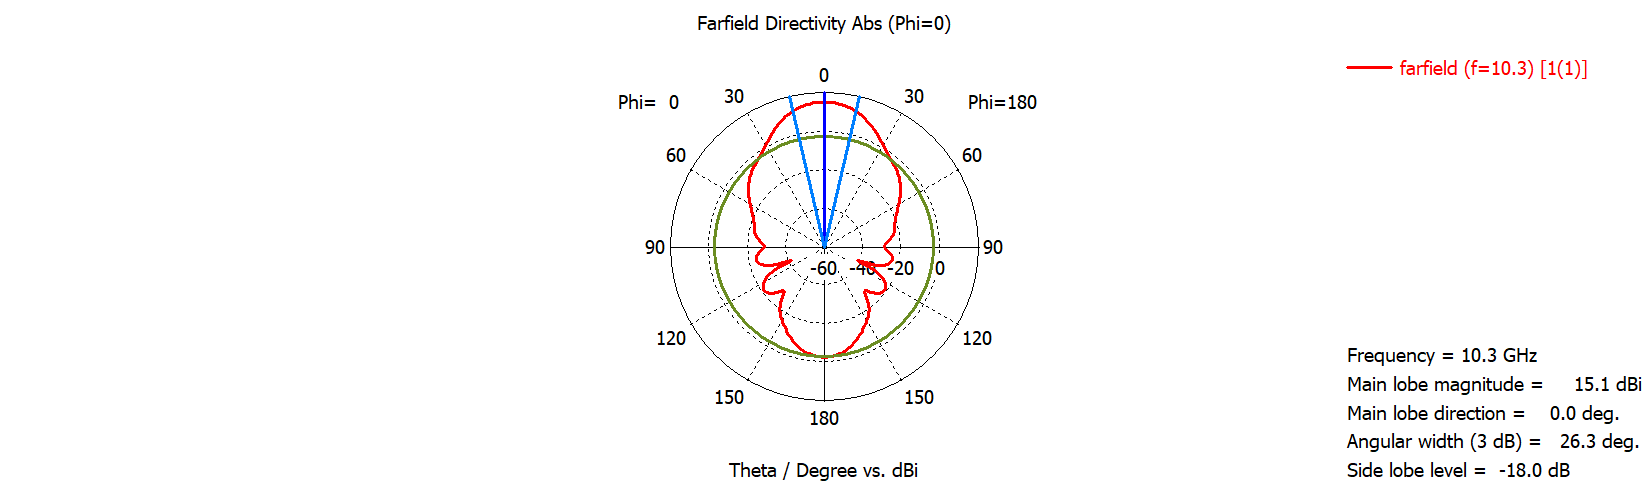 Farfield Directivity Abs (Phi=0)
0
farfield (f=10.3) [1(1)]
Phi= 0
30
30
Phi=180
60
60
90
90
-60
-40
-20
0
120
120
150
150
180
Theta / Degree vs. dBi
Frequency = 10.3 GHz
Main lobe magnitude = 15.1 dBi
Main lobe direction = 0.0 deg.
Angular width (3 dB) = 26.3 deg.
Side lobe level = -18.0 dB